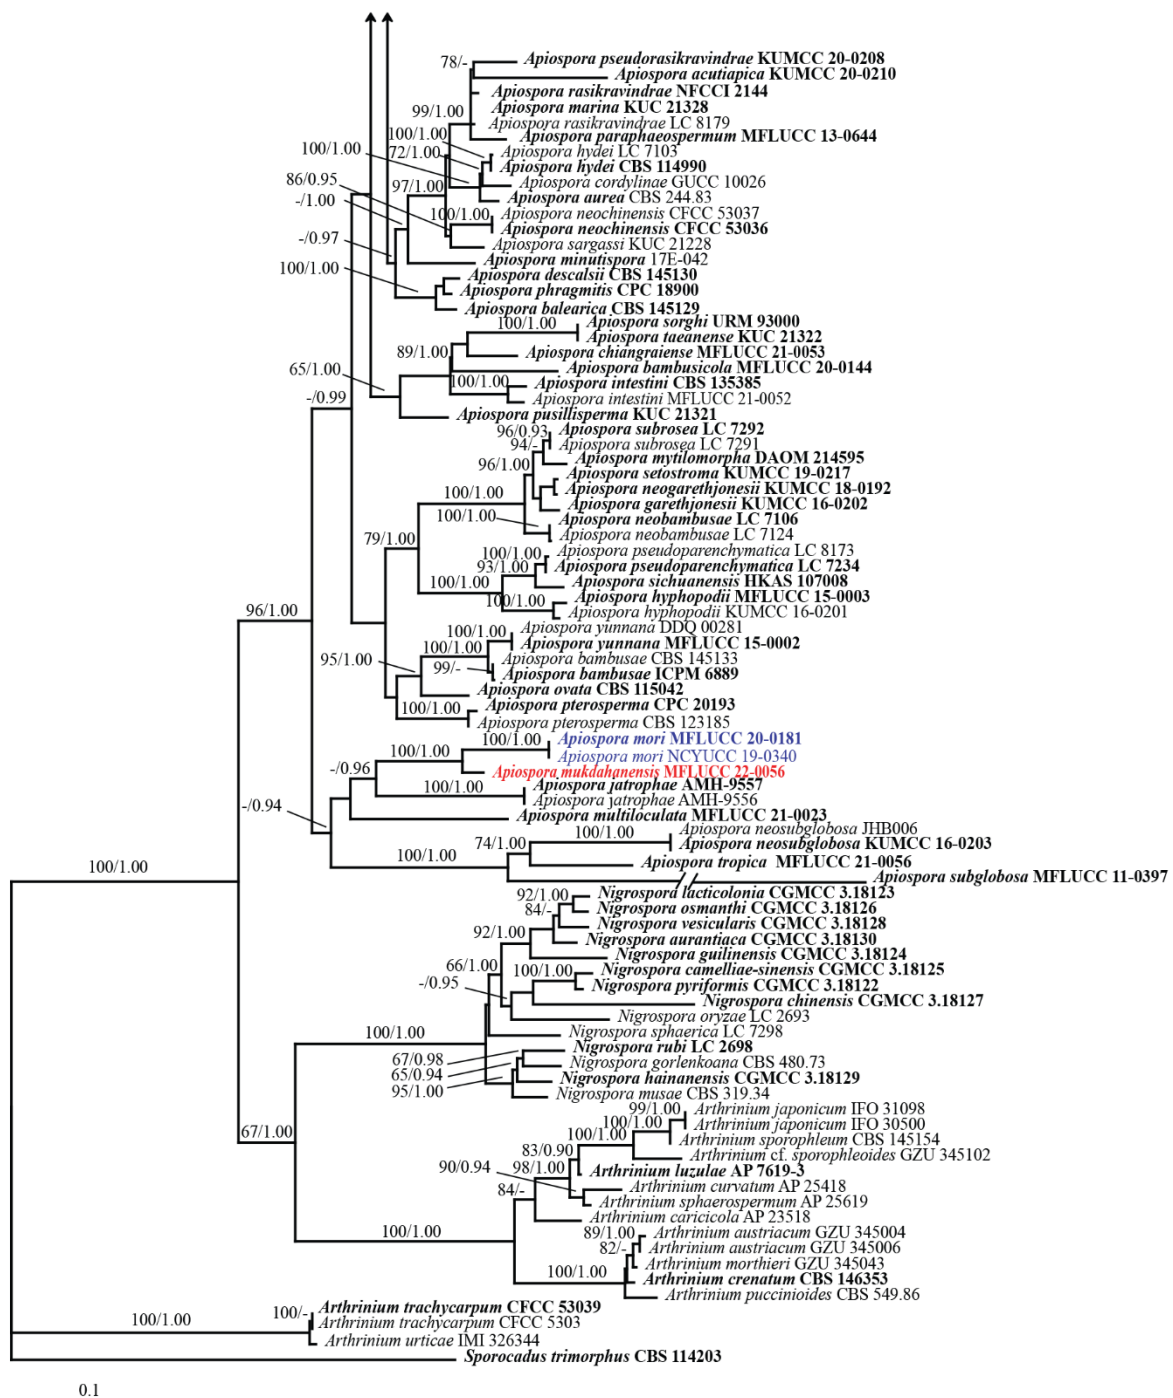 78/-
Apiospora pseudorasikravindrae KUMCC 20-0208
Apiospora acutiapica KUMCC 20-0210
Apiospora rasikravindrae NFCCI 2144
99/1.00
Apiospora marina KUC 21328
Apiospora rasikravindrae LC 8179
100/1.00
Apiospora paraphaeospermum MFLUCC 13-0644
100/1.00
72/1.00
Apiospora hydei LC 7103
Apiospora hydei CBS 114990
86/0.95
97/1.00
Apiospora cordylinae GUCC 10026
-/1.00
Apiospora aurea CBS 244.83
100/1.00
Apiospora neochinensis CFCC 53037
Apiospora neochinensis CFCC 53036
-/0.97
Apiospora sargassi KUC 21228
100/1.00
Apiospora minutispora 17E-042
Apiospora descalsii CBS 145130
Apiospora phragmitis CPC 18900
Apiospora balearica CBS 145129
100/1.00
Apiospora sorghi URM 93000
Apiospora taeanense KUC 21322
89/1.00
Apiospora chiangraiense MFLUCC 21-0053
65/1.00
Apiospora bambusicola MFLUCC 20-0144
100/1.00
Apiospora intestini CBS 135385
-/0.99
Apiospora intestini MFLUCC 21-0052
Apiospora pusillisperma KUC 21321
96/0.93
Apiospora subrosea LC 7292
94/-
Apiospora subrosea LC 7291
96/1.00
Apiospora mytilomorpha DAOM 214595
Apiospora setostroma KUMCC 19-0217
Apiospora neogarethjonesii KUMCC 18-0192
100/1.00
Apiospora garethjonesii KUMCC 16-0202
100/1.00
Apiospora neobambusae LC 7106
Apiospora neobambusae LC 7124
79/1.00
100/1.00
Apiospora pseudoparenchymatica LC 8173
93/1.00
Apiospora pseudoparenchymatica LC 7234
100/1.00
Apiospora sichuanensis HKAS 107008
100/1.00
Apiospora hyphopodii MFLUCC 15-0003
96/1.00
Apiospora hyphopodii KUMCC 16-0201
100/1.00
Apiospora yunnana DDQ 00281
Apiospora yunnana MFLUCC 15-0002
100/1.00
95/1.00
Apiospora bambusae CBS 145133
99/-
Apiospora bambusae ICPM 6889
Apiospora ovata CBS 115042
100/1.00
Apiospora pterosperma CPC 20193
Apiospora pterosperma CBS 123185
100/1.00
Apiospora mori MFLUCC 20-0181
100/1.00
Apiospora mori NCYUCC 19-0340
-/0.96
Apiospora mukdahanensis MFLUCC 22-0056
100/1.00
Apiospora jatrophae AMH-9557
Apiospora jatrophae AMH-9556
-/0.94
Apiospora multiloculata MFLUCC 21-0023
100/1.00
Apiospora neosubglobosa JHB006
74/1.00
Apiospora neosubglobosa KUMCC 16-0203
100/1.00
100/1.00
Apiospora tropica MFLUCC 21-0056
Apiospora subglobosa MFLUCC 11-0397
92/1.00
Nigrospora lacticolonia CGMCC 3.18123
84/-
Nigrospora osmanthi CGMCC 3.18126
Nigrospora vesicularis CGMCC 3.18128
92/1.00
Nigrospora aurantiaca CGMCC 3.18130
Nigrospora guilinensis CGMCC 3.18124
66/1.00
100/1.00
Nigrospora camelliae-sinensis CGMCC 3.18125
-/0.95
Nigrospora pyriformis CGMCC 3.18122
Nigrospora chinensis CGMCC 3.18127
Nigrospora oryzae LC 2693
100/1.00
Nigrospora sphaerica LC 7298
Nigrospora rubi LC 2698
67/0.98
Nigrospora gorlenkoana CBS 480.73
65/0.94
Nigrospora hainanensis CGMCC 3.18129
95/1.00
Nigrospora musae CBS 319.34
99/1.00
Arthrinium japonicum IFO 31098
67/1.00
100/1.00
Arthrinium japonicum IFO 30500
100/1.00
Arthrinium sporophleum CBS 145154
83/0.90
Arthrinium cf. sporophleoides GZU 345102
98/1.00
Arthrinium luzulae AP 7619-3
90/0.94
Arthrinium curvatum AP 25418
84/-
Arthrinium sphaerospermum AP 25619
Arthrinium caricicola AP 23518
100/1.00
89/1.00
Arthrinium austriacum GZU 345004
82/-
Arthrinium austriacum GZU 345006
Arthrinium morthieri GZU 345043
100/1.00
Arthrinium crenatum CBS 146353
Arthrinium puccinioides CBS 549.86
100/-
Arthrinium trachycarpum CFCC 53039
100/1.00
Arthrinium trachycarpum CFCC 5303
Arthrinium urticae IMI 326344
Sporocadus trimorphus CBS 114203
0.1